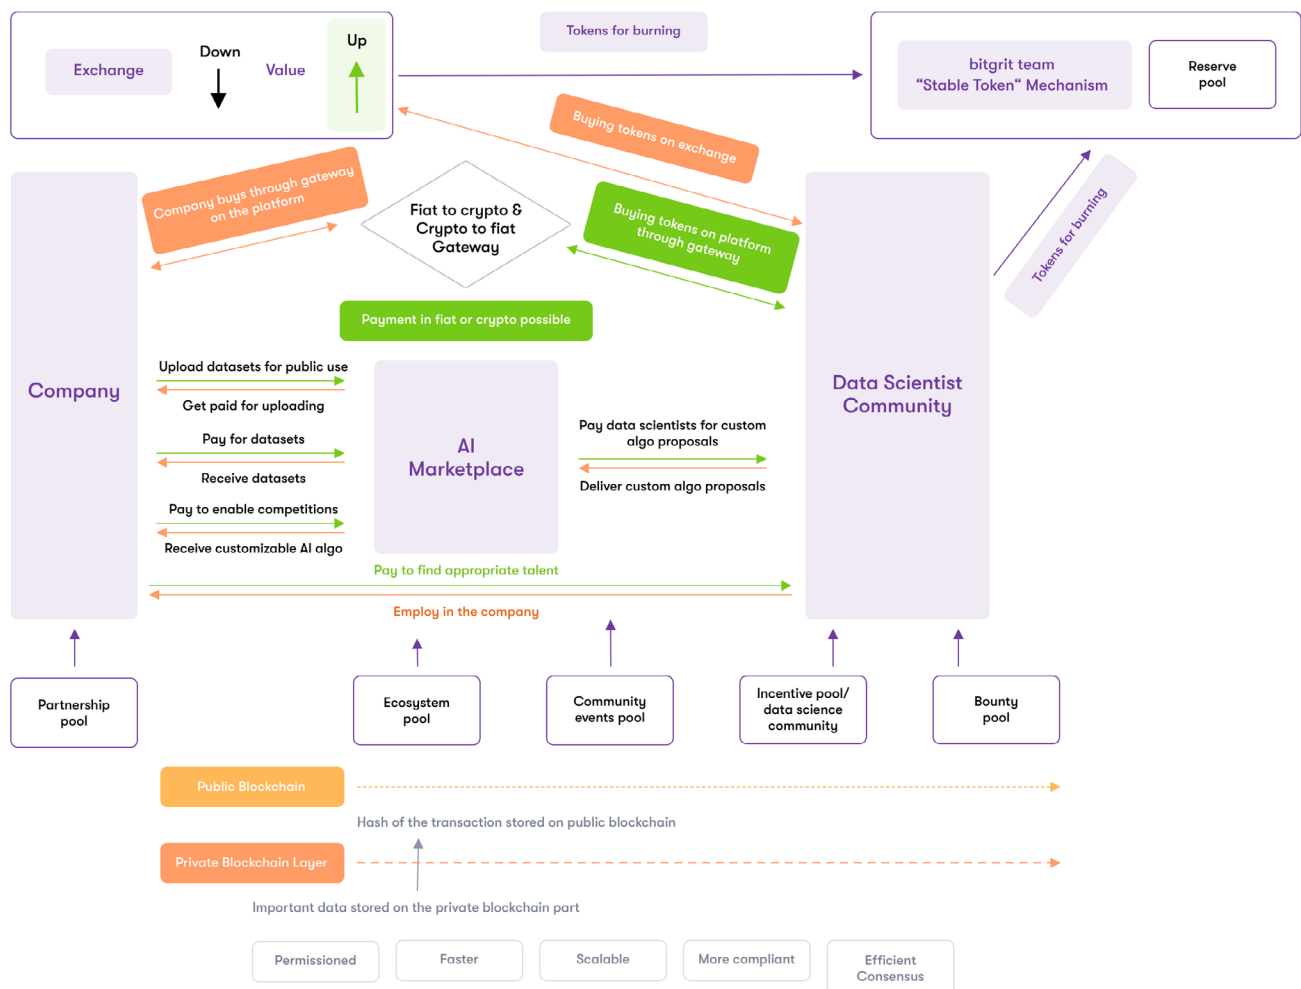 Exchange
Down
Value
Up
Tokens for burning
bitgrit team
“Stable Token“ Mechanism
Reserve
pool
Buying tokens on exchange
Company buys through gateway
on the platform
Fiat to crypto &
Crypto to fiat
Gateway
Buying tokens on platform
through gateway
Tokens for burning
Payment in fiat or crypto possible
Company
Upload datasets for public use
Get paid for uploading
Pay for datasets
Receive datasets
Pay to enable competitions
Receive customizable AI algo
AI
Marketplace
Pay data scientists for custom
algo proposals
Deliver custom algo proposals
Data Scientist
Community
Pay to find appropriate talent
Employ in the company
Partnership
pool
Ecosystem
pool
Community
events pool
Incentive pool/
data science
community
Bounty
pool
Public Blockchain
Hash of the transaction stored on public blockchain
Private Blockchain Layer
Important data stored on the private blockchain part
Permissioned
Faster
Scalable
More compliant
Efficient
Consensus